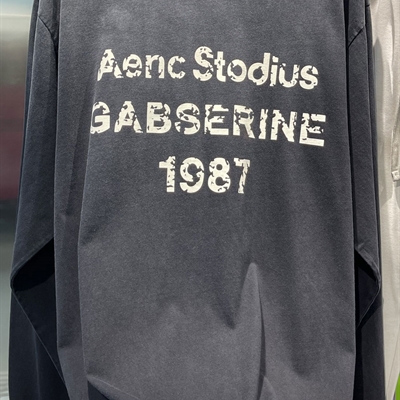 Aenc Stodius
GABSERINE
1987